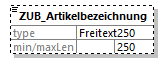 ZUB_Artikelbezeichnung
type Freitext250
min/maxLen 250